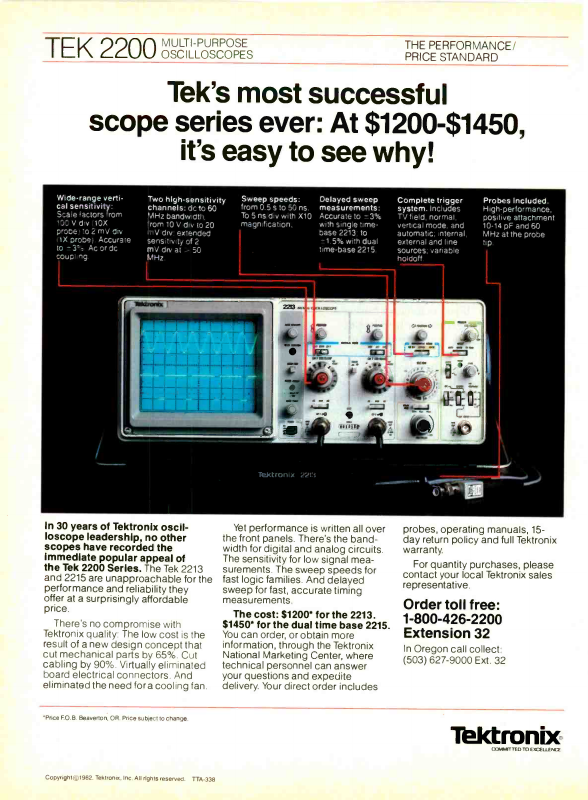 TEK 2200 MULTI-PURPOSE
OSCILLOSCOPES
THE PERFORMANCE/
PRICE STANDARD
Tek's most successful
scope series ever: At $1200-$1450,
it's easy to see why!
Wide-range verti-
cal sensitivity:
Scale factors from
100 V div (10X
probe) to 2 mV div
(1X probe). Accurate
to ±3%. Ac or dc
coupling.
Two high-sensitivity
channels: dc to 60
MHz bandwidth
from 10 V div to 20
mV div; extended
sensitivity of 2
mV div at > 50
MHz.
Sweep speeds:
from 0.5 s to 50 ns.
To 5 ns div with X10
magnification.
Delayed sweep
measurements:
Accurate to ±3%
with single time-
base 2213; to
±1.5% with dual
time-base 2215.
Complete trigger
system. Includes
TV field, normal,
vertical mode, and
automatic; internal,
external and line
sources; variable
holdoff.
Probes included.
High-performance,
positive attachment
10-14 pF and 60
MHz at the probe
tip.
Tektronix
2213
Tektronix 2213
In 30 years of Tektronix oscil-
loscope leadership, no other
scopes have recorded the
immediate popular appeal of
the Tek 2200 Series. The Tek 2213
and 2215 are unapproachable for the
performance and reliability they
offer at a surprisingly affordable
price.
There's no compromise with
Tektronix quality: The low cost is the
result of a new design concept that
cut mechanical parts by 65%. Cut
cabling by 90%. Virtually eliminated
board electrical connectors. And
eliminated the need for a cooling fan.
Yet performance is written all over
the front panels. There's the band-
width for digital and analog circuits.
The sensitivity for low signal mea-
surements. The sweep speeds for
fast logic families. And delayed
sweep for fast, accurate timing
measurements.
The cost: $1200* for the 2213.
$1450* for the dual time base 2215.
You can order, or obtain more
information, through the Tektronix
National Marketing Center, where
technical personnel can answer
your questions and expedite
delivery. Your direct order includes
probes, operating manuals, 15-
day return policy and full Tektronix
warranty.
For quantity purchases, please
contact your local Tektronix sales
representative.
Order toll free:
1-800-426-2200
Extension 32
In Oregon call collect:
(503) 627-9000 Ext. 32
*Price F.O.B. Beaverton, OR. Price subject to change.
Tektronix®
COMMITTED TO EXCELLENCE
Copyright © 1982, Tektronix, Inc. All rights reserved. TTA-338